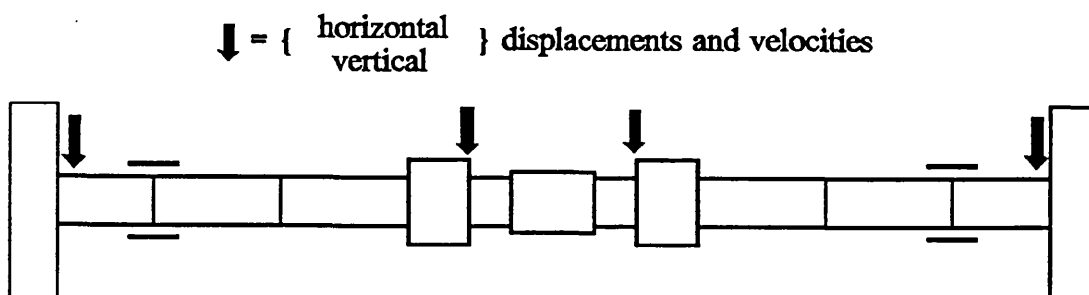 = { horizontal } displacements and velocities
vertical